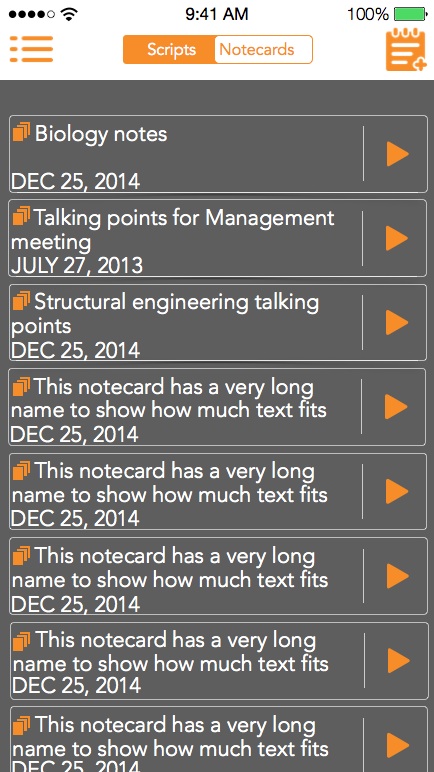 9:41 AM 100%
Scripts Notecards
Biology notes
DEC 25, 2014
Talking points for Management
meeting
JULY 27, 2013
Structural engineering talking
points
DEC 25, 2014
This notecard has a very long
name to show how much text fits
DEC 25, 2014
This notecard has a very long
name to show how much text fits
DEC 25, 2014
This notecard has a very long
name to show how much text fits
DEC 25, 2014
This notecard has a very long
name to show how much text fits
DEC 25, 2014
This notecard has a very long
name to show how much text fits
DEC 25, 2014